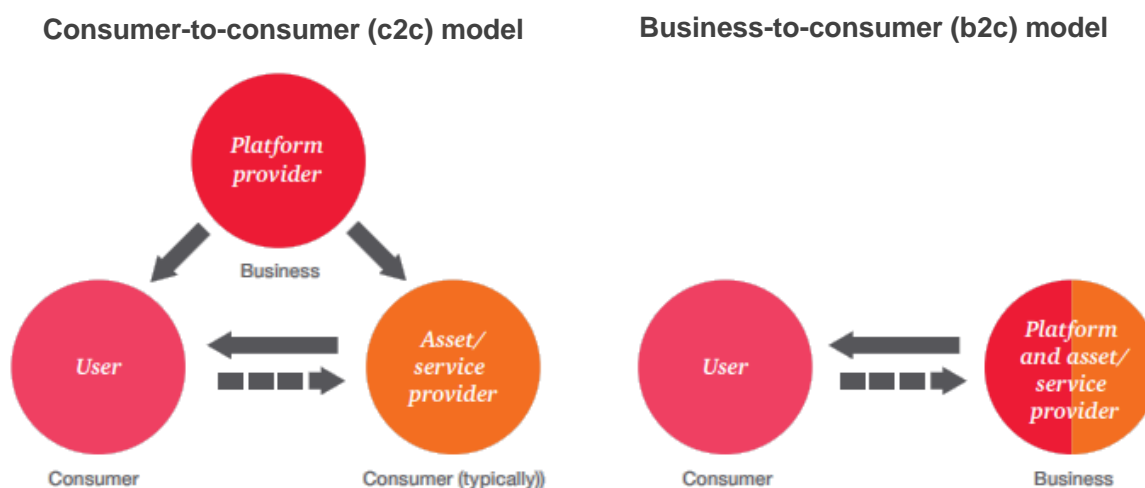 Consumer-to-consumer (c2c) model
Platform
provider
Business
User
Consumer
Asset/
service
provider
Consumer (typically))
Business-to-consumer (b2c) model
User
Consumer
Platform
and asset/
service
provider
Business